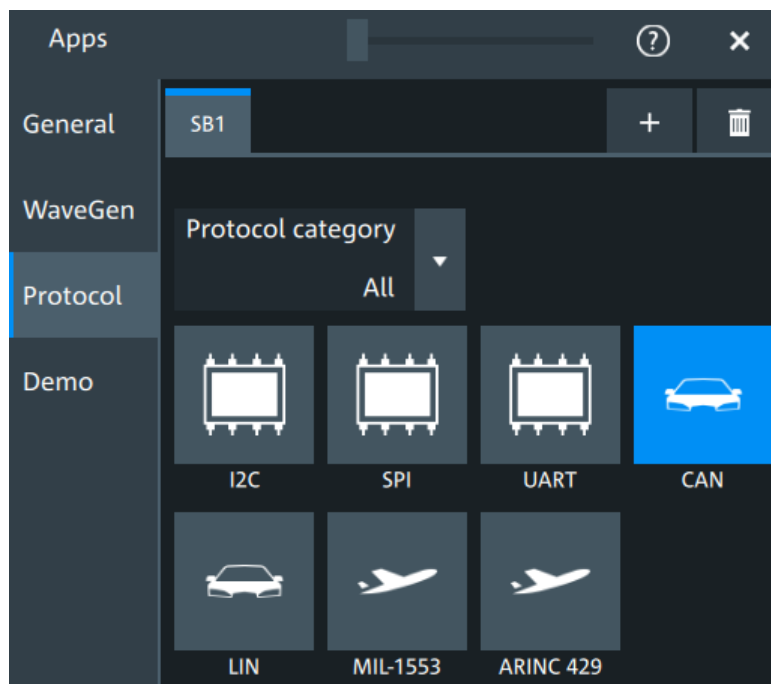 Apps
?
×
General
SB1
+
WaveGen
Protocol category
All
Protocol
Demo
I2C
SPI
UART
CAN
LIN
MIL-1553
ARINC 429